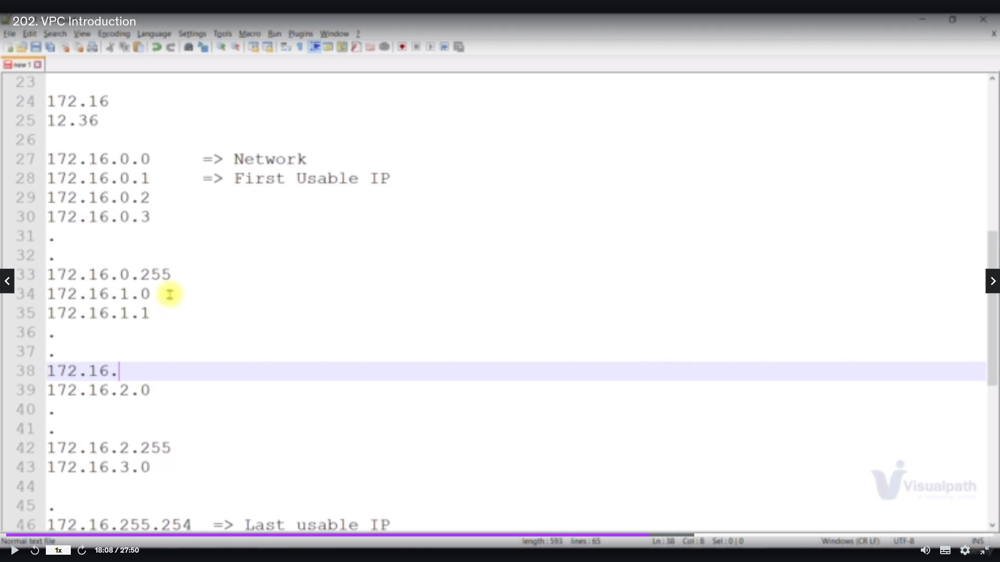 202. VPC Introduction
File Edit Search View Encoding Language Settings Tools Macro Run Plugins Window ?
X
new 1
23
24 172.16
25 12.36
26
27 172.16.0.0 => Network
28 172.16.0.1 => First Usable IP
29 172.16.0.2
30 172.16.0.3
31 .
32 .
33 172.16.0.255
34 172.16.1.0
35 172.16.1.1
36 .
37 .
38 172.16.
39 172.16.2.0
40 .
41 .
42 172.16.2.255
43 172.16.3.0
44
45 .
46 172.16.255.254 => Last usable IP
Visualpath
Normal text file length : 593 lines : 65 Ln : 38 Col : 8 Sel : 0 | 0 Windows (CR LF) UTF-8 INS
1x 18:08 / 27:50